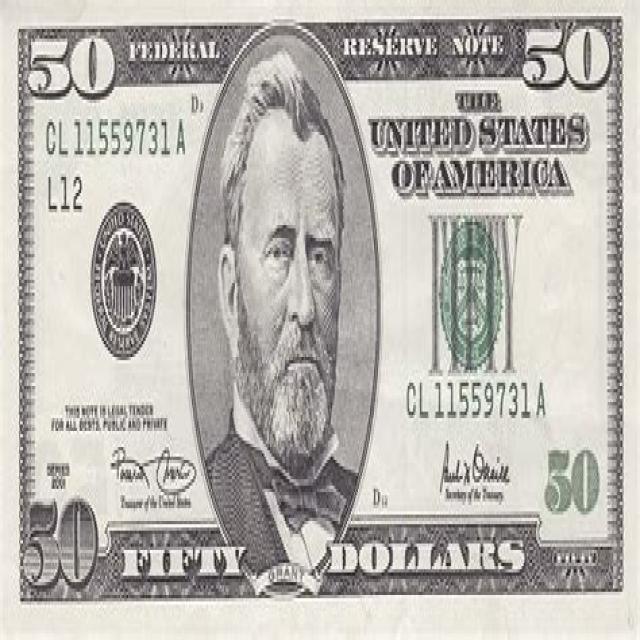 50 FEDERAL RESERVE NOTE 50
D
THE
UNITED STATES
OF AMERICA
CL 11559731 A
L12
THIS NOTE IS LEGAL TENDER
FOR ALL DEBTS, PUBLIC AND PRIVATE
CL 11559731 A
SERIES
2001
Treasurer of the United States
Secretary of the Treasury
D
50
50 FIFTY DOLLARS
GRANT